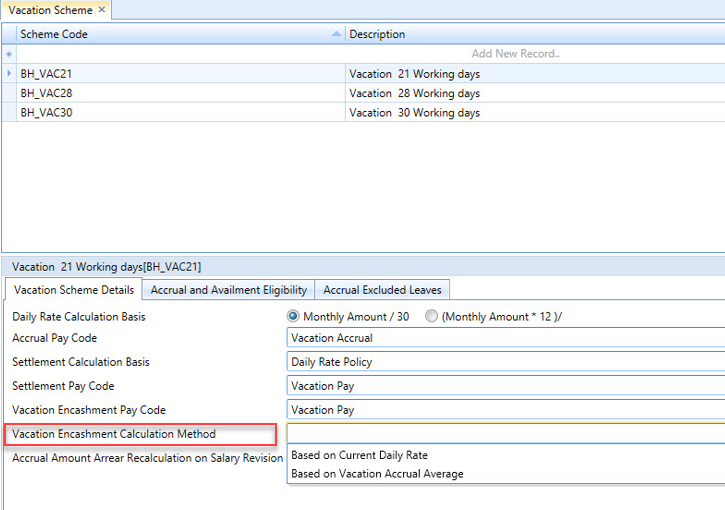 Vacation Scheme ×
Scheme Code Description
Add New Record..
BH_VAC21 Vacation 21 Working days
BH_VAC28 Vacation 28 Working days
BH_VAC30 Vacation 30 Working days
Vacation 21 Working days[BH_VAC21]
Vacation Scheme Details Accrual and Availment Eligibility Accrual Excluded Leaves
Daily Rate Calculation Basis Monthly Amount / 30 (Monthly Amount * 12 )/
Accrual Pay Code Vacation Accrual
Settlement Calculation Basis Daily Rate Policy
Settlement Pay Code Vacation Pay
Vacation Encashment Pay Code Vacation Pay
Vacation Encashment Calculation Method
Accrual Amount Arrear Recalculation on Salary Revision Based on Current Daily Rate
Based on Vacation Accrual Average